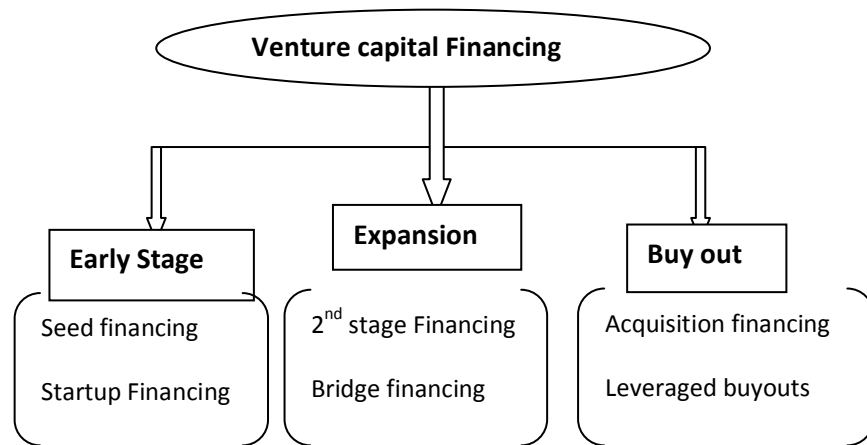 Venture capital Financing
Early Stage
Seed financing
Startup Financing
Expansion
2nd stage Financing
Bridge financing
Buy out
Acquisition financing
Leveraged buyouts